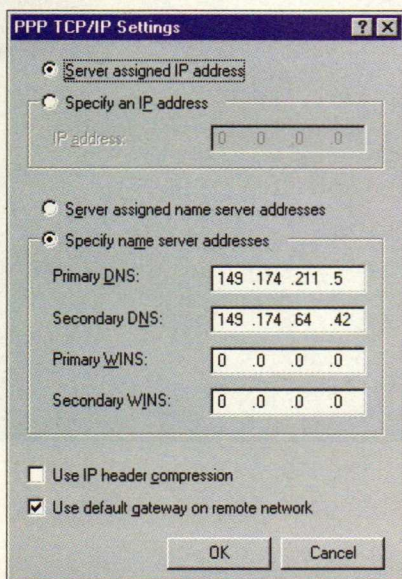 PPP TCP/IP Settings
Server assigned IP address
Specify an IP address
IP address: 0 .0 .0 .0
Server assigned name server addresses
Specify name server addresses
Primary DNS: 149 .174 .211 .5
Secondary DNS: 149 .174 .64 .42
Primary WINS: 0 .0 .0 .0
Secondary WINS: 0 .0 .0 .0
Use IP header compression
Use default gateway on remote network
OK Cancel